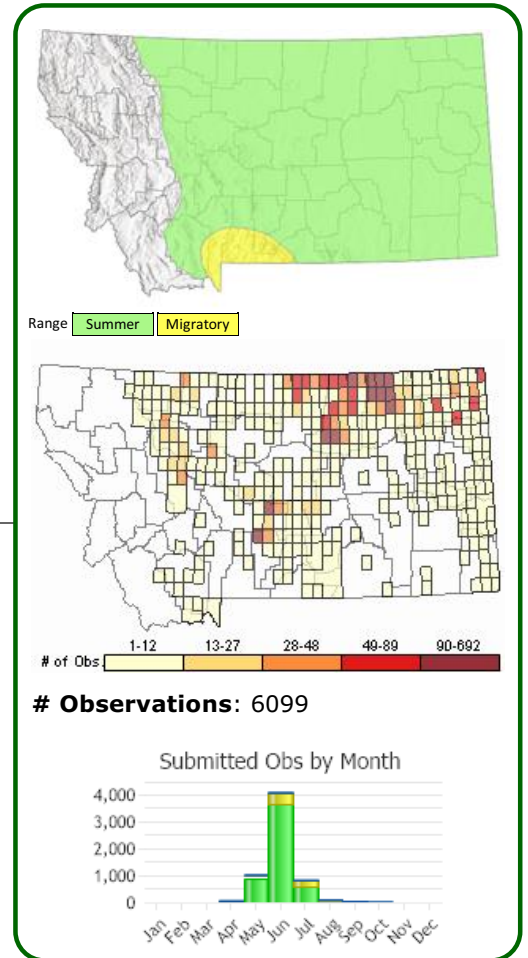 Range Summer Migratory
1-12 13-27 28-48 49-89 90-692
# of Obs.
# Observations: 6099
Submitted Obs by Month
4,000
3,000
2,000
1,000
0
Jan Feb Mar Apr May Jun Jul Aug Sep Oct Nov Dec